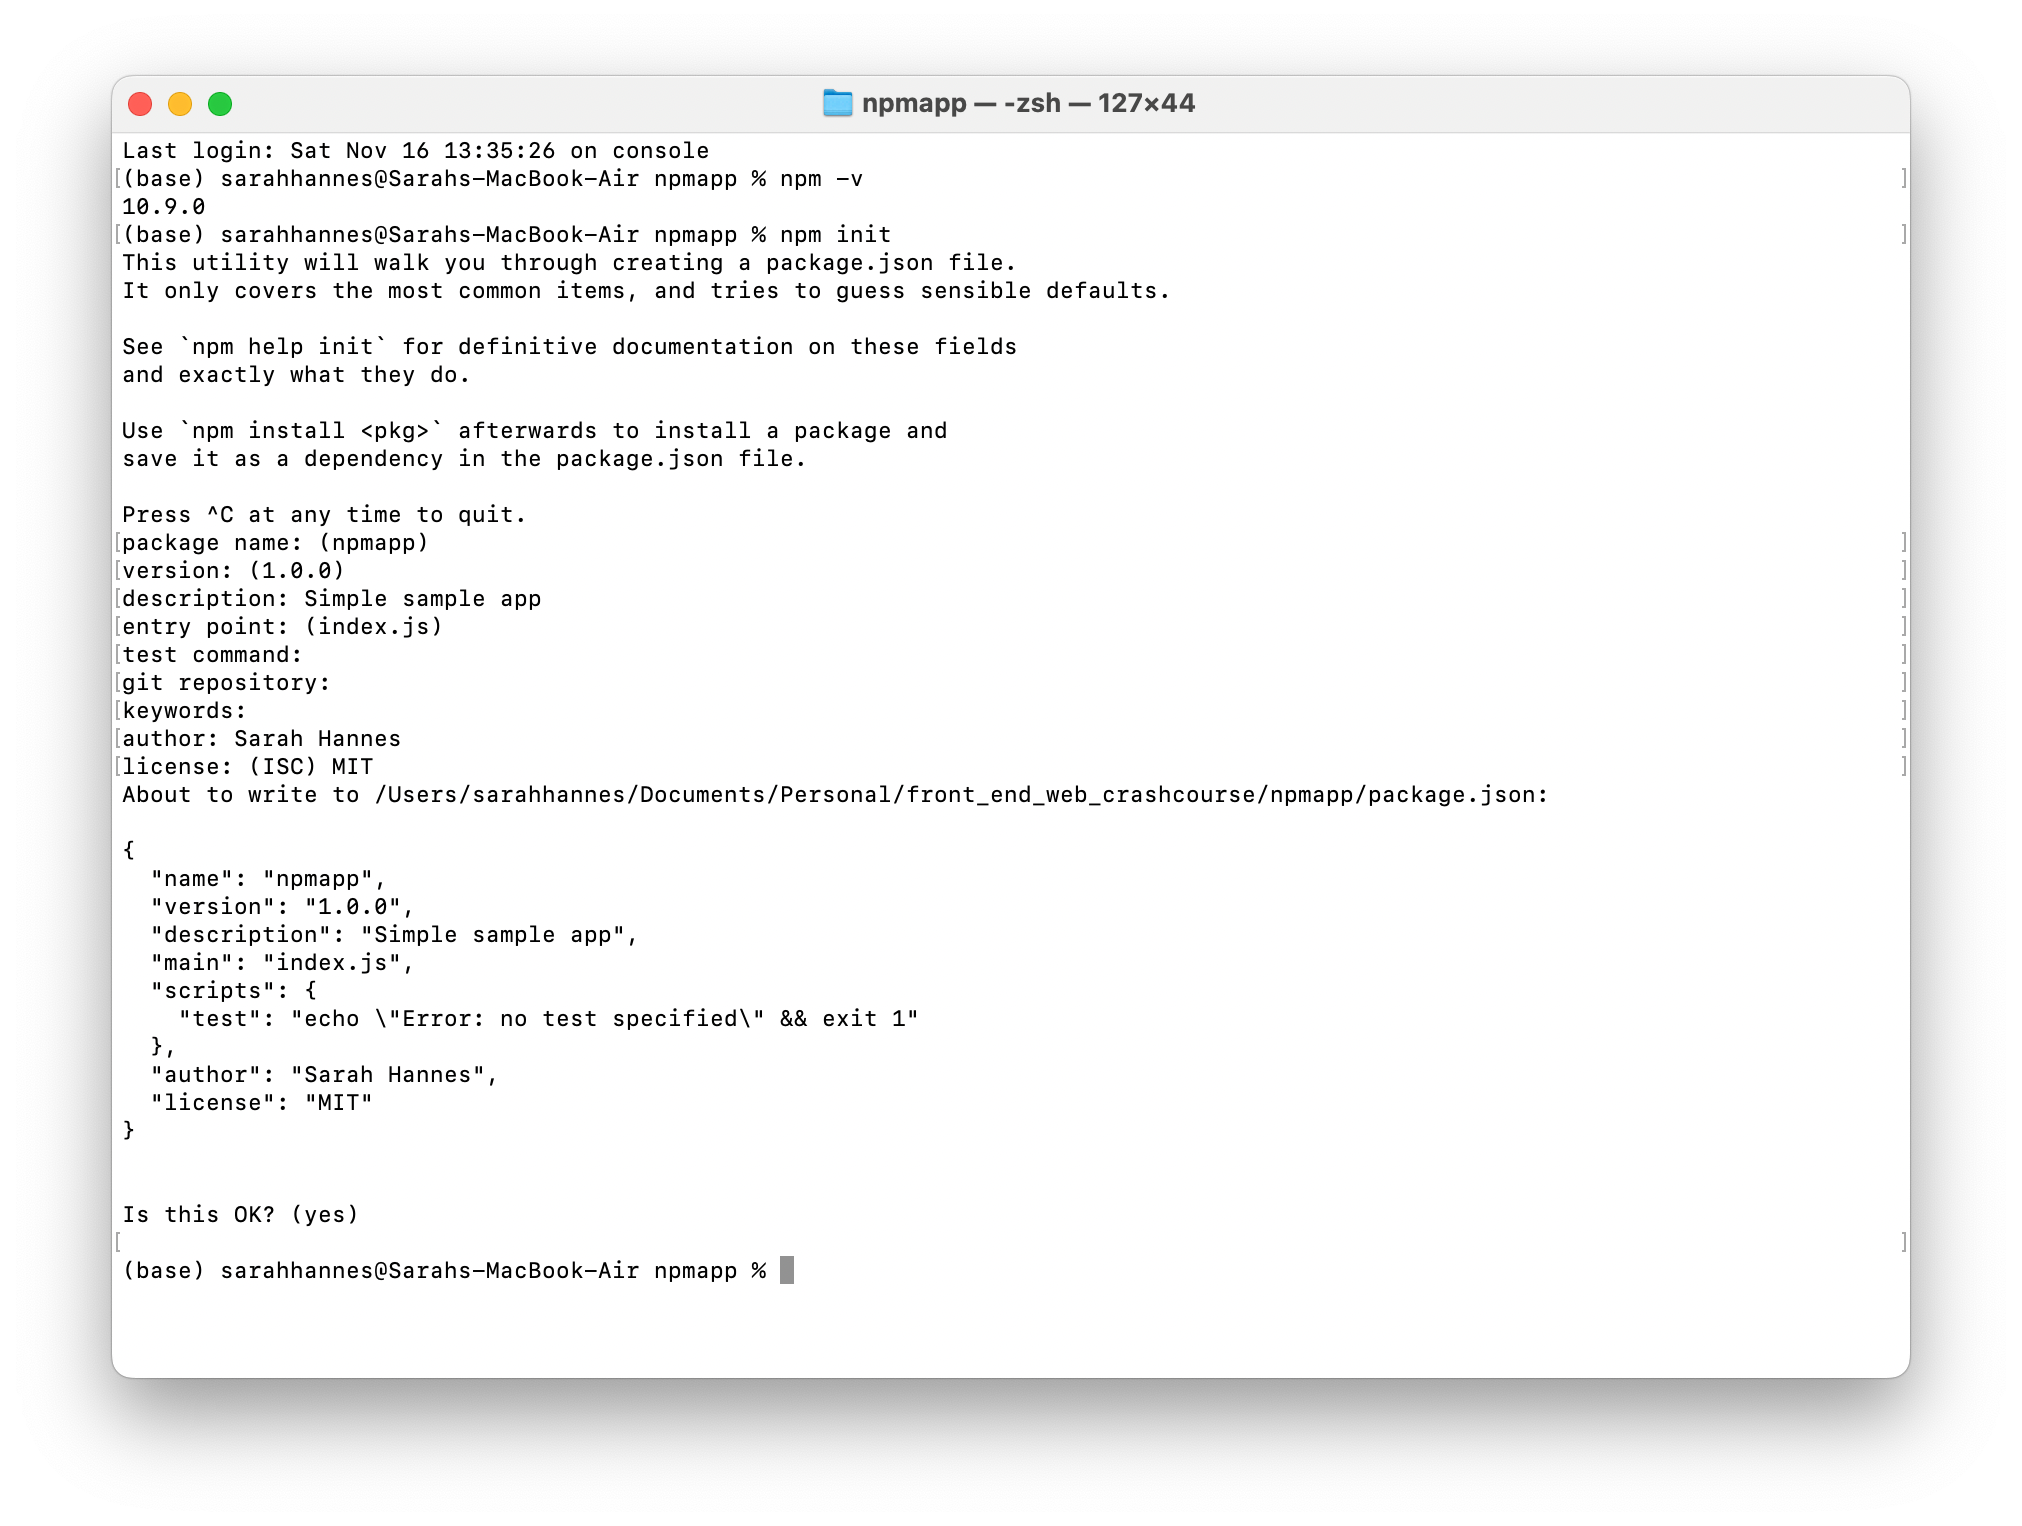 npmapp — -zsh — 127×44
Last login: Sat Nov 16 13:35:26 on console
[(base) sarahhannes@Sarahs-MacBook-Air npmapp % npm -v ]
10.9.0
[(base) sarahhannes@Sarahs-MacBook-Air npmapp % npm init ]
This utility will walk you through creating a package.json file.
It only covers the most common items, and tries to guess sensible defaults.
See `npm help init` for definitive documentation on these fields
and exactly what they do.
Use `npm install <pkg>` afterwards to install a package and
save it as a dependency in the package.json file.
Press ^C at any time to quit.
[package name: (npmapp) ]
[version: (1.0.0) ]
[description: Simple sample app ]
[entry point: (index.js) ]
[test command: ]
[git repository: ]
[keywords: ]
[author: Sarah Hannes ]
[license: (ISC) MIT ]
About to write to /Users/sarahhannes/Documents/Personal/front_end_web_crashcourse/npmapp/package.json:
{
  "name": "npmapp",
  "version": "1.0.0",
  "description": "Simple sample app",
  "main": "index.js",
  "scripts": {
    "test": "echo \"Error: no test specified\" && exit 1"
  },
  "author": "Sarah Hannes",
  "license": "MIT"
}
Is this OK? (yes)
[ ]
(base) sarahhannes@Sarahs-MacBook-Air npmapp %